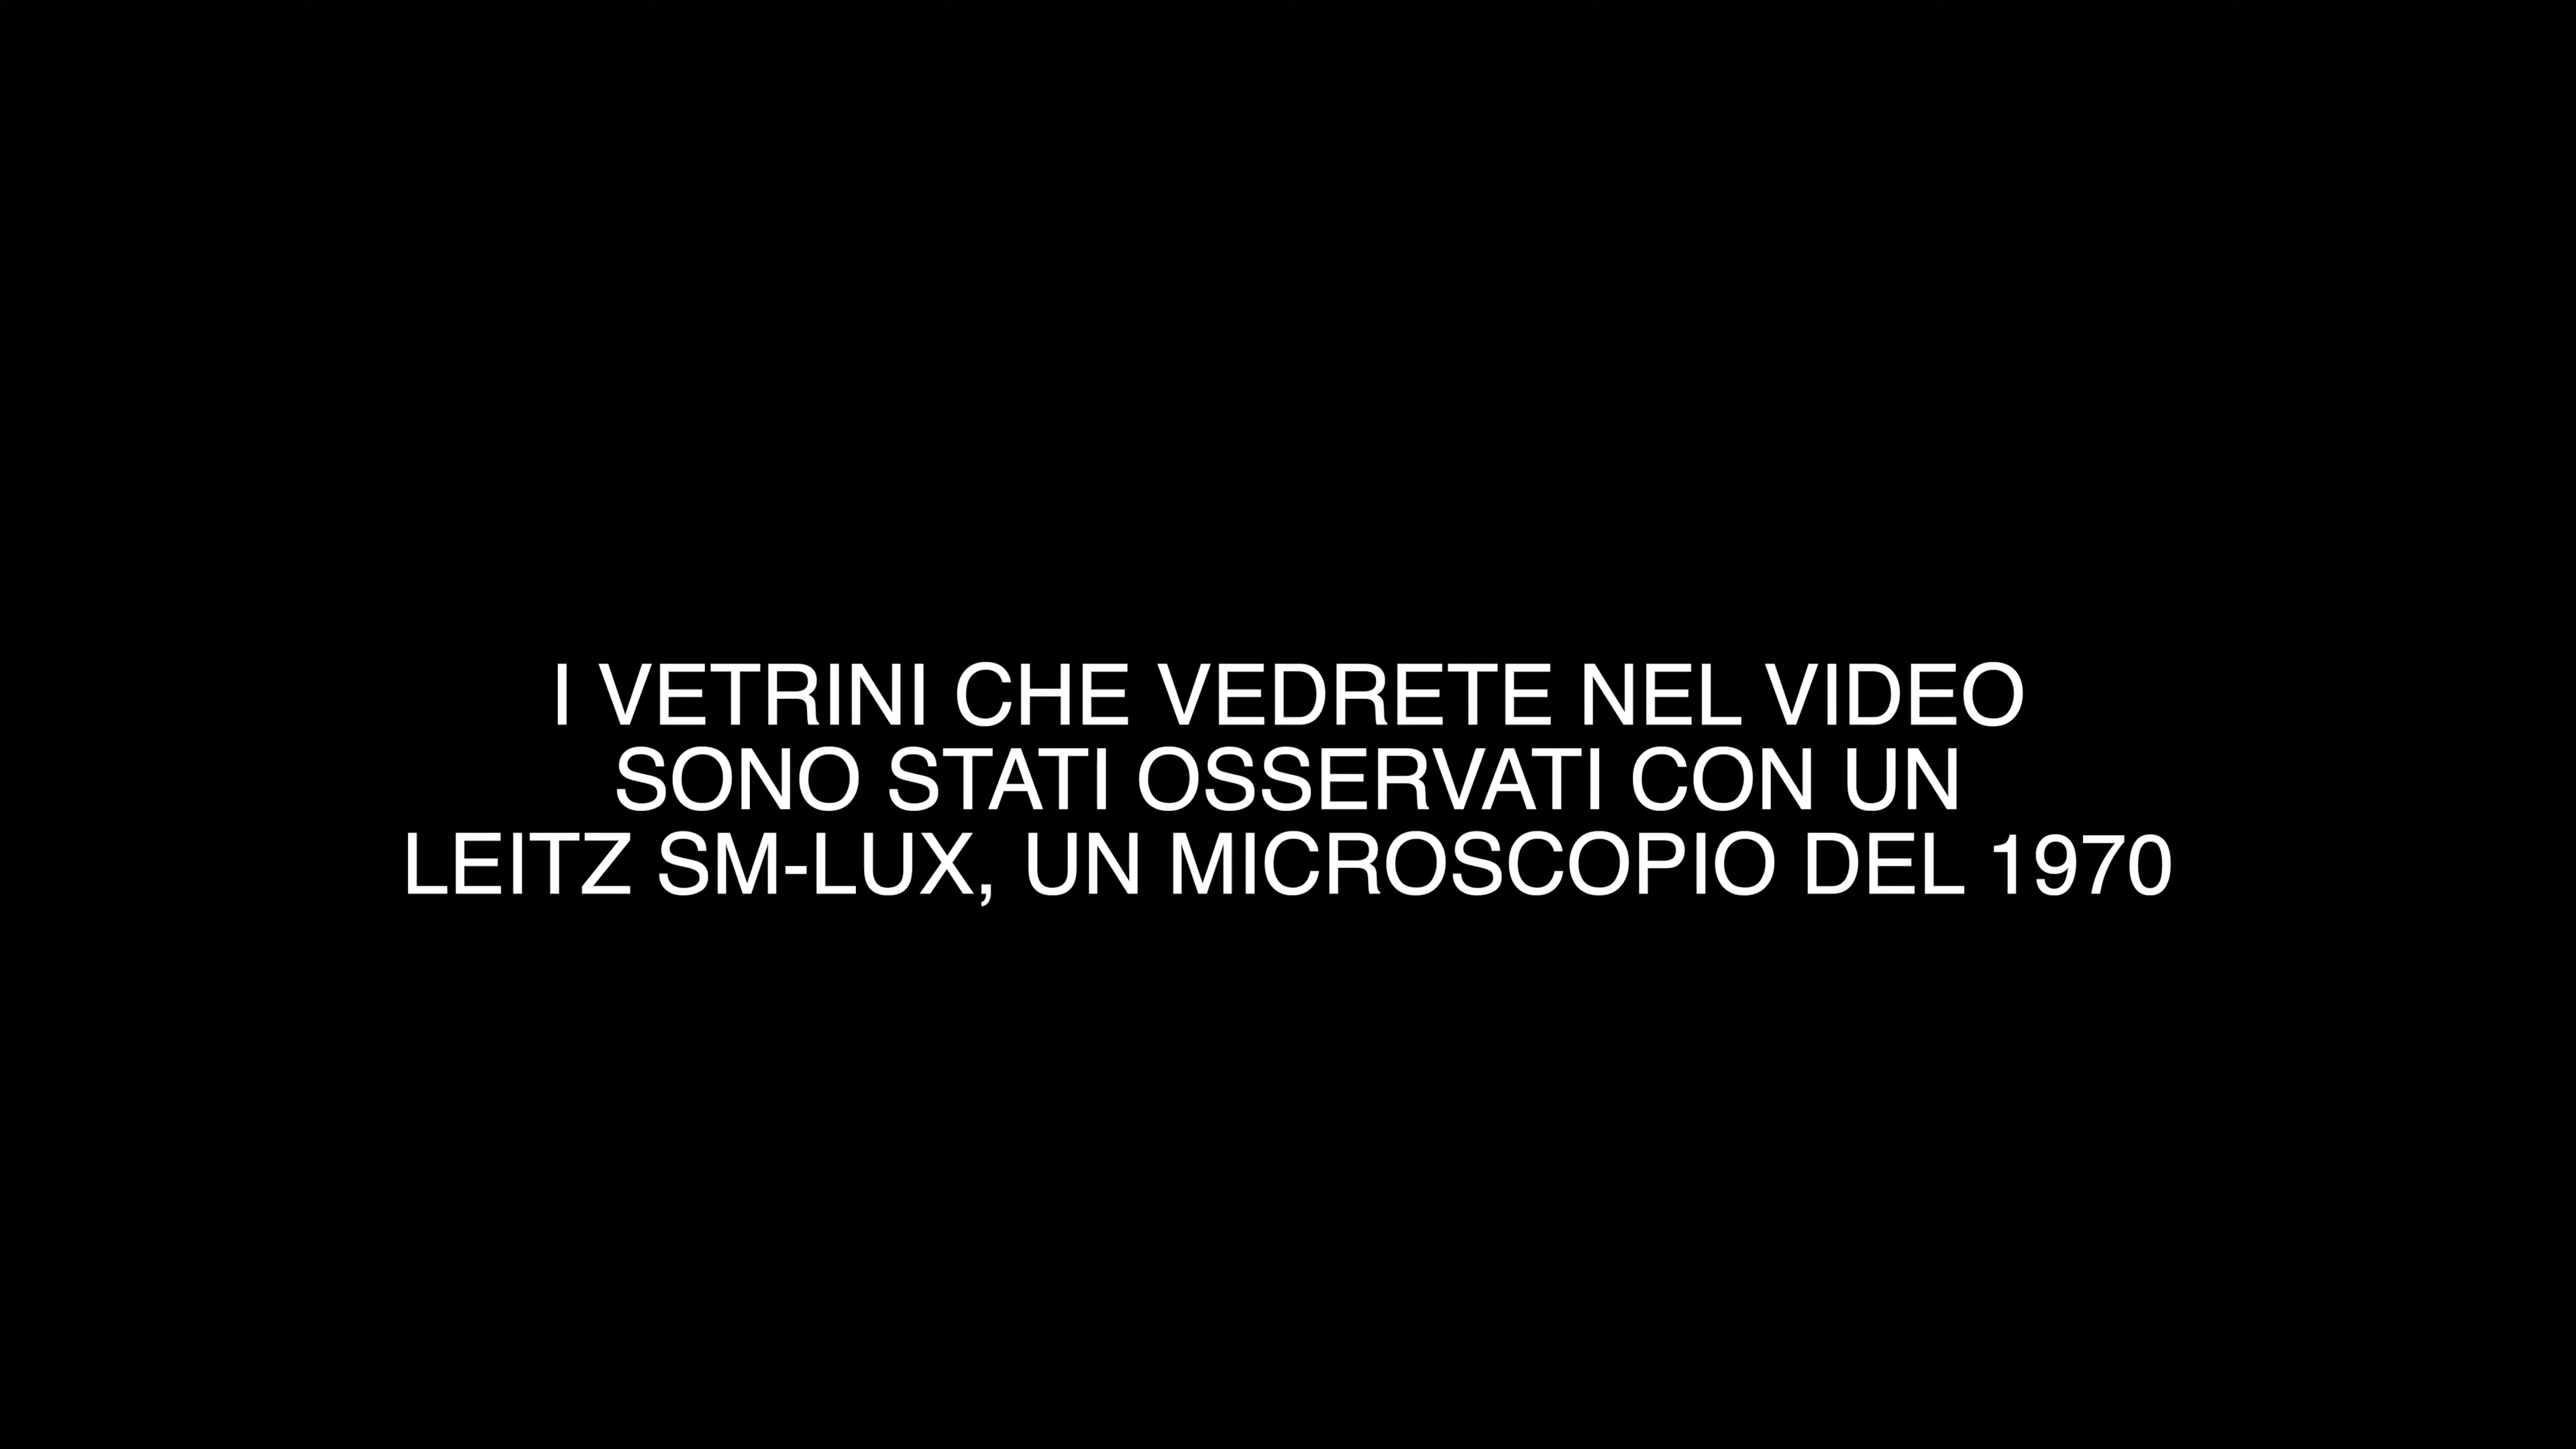 I VETRINI CHE VEDRETE NEL VIDEO
SONO STATI OSSERVATI CON UN
LEITZ SM-LUX, UN MICROSCOPIO DEL 1970